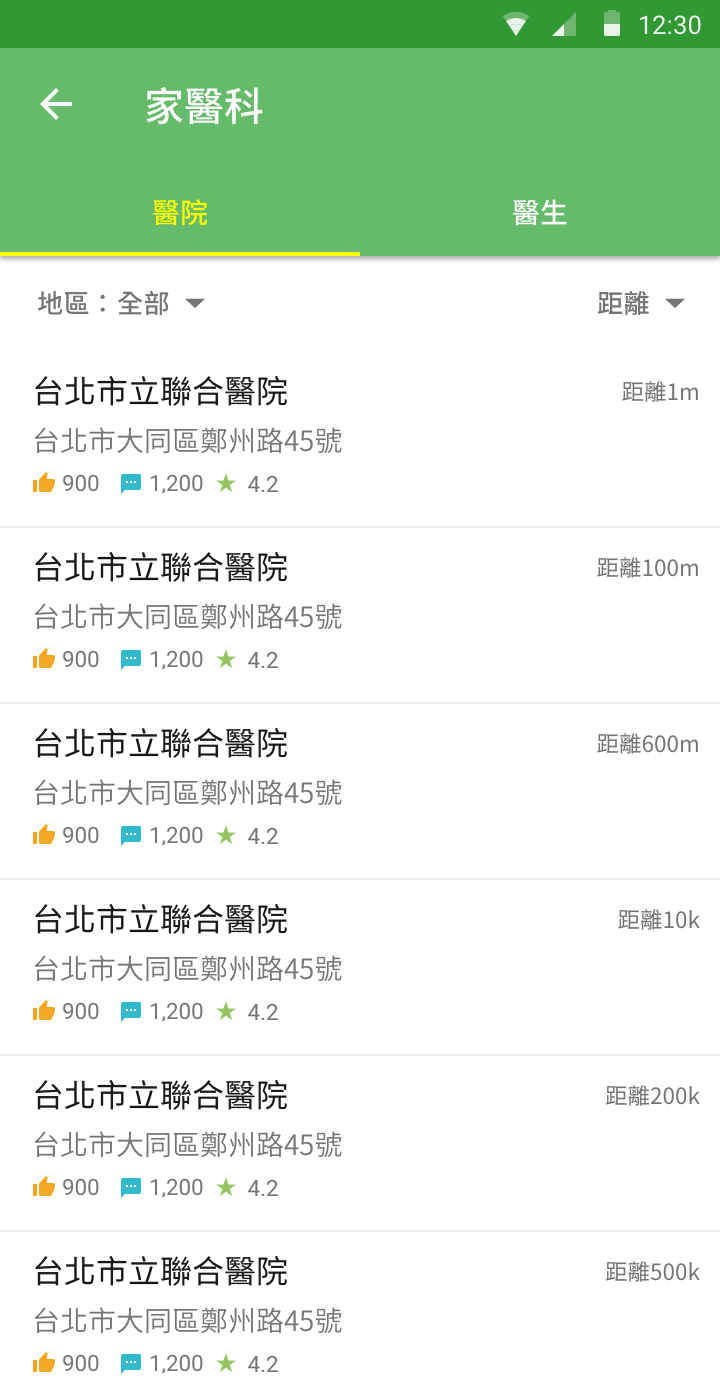 12:30
家醫科
醫院 醫生
地區：全部 距離
台北市立聯合醫院 距離1m
台北市大同區鄭州路45號
900 1,200 4.2
台北市立聯合醫院 距離100m
台北市大同區鄭州路45號
900 1,200 4.2
台北市立聯合醫院 距離600m
台北市大同區鄭州路45號
900 1,200 4.2
台北市立聯合醫院 距離10k
台北市大同區鄭州路45號
900 1,200 4.2
台北市立聯合醫院 距離200k
台北市大同區鄭州路45號
900 1,200 4.2
台北市立聯合醫院 距離500k
台北市大同區鄭州路45號
900 1,200 4.2